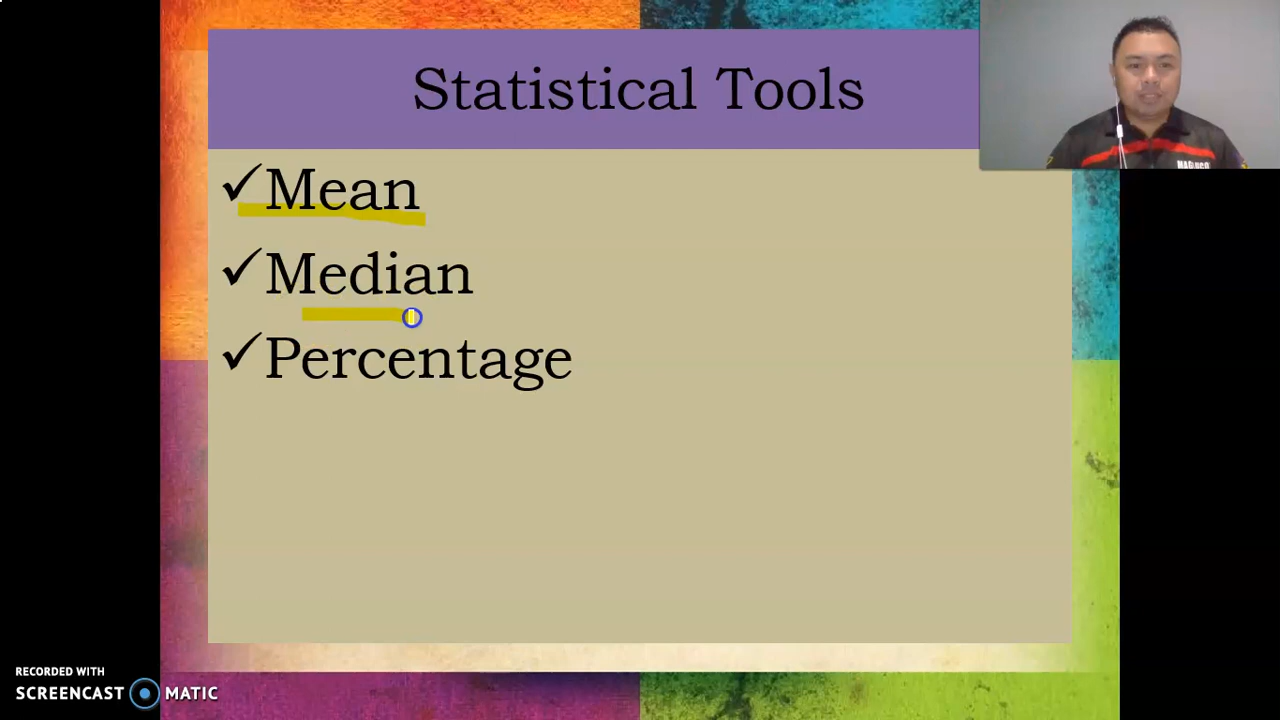 Statistical Tools
✓Mean
✓Median
✓Percentage
RECORDED WITH
SCREENCAST MATIC